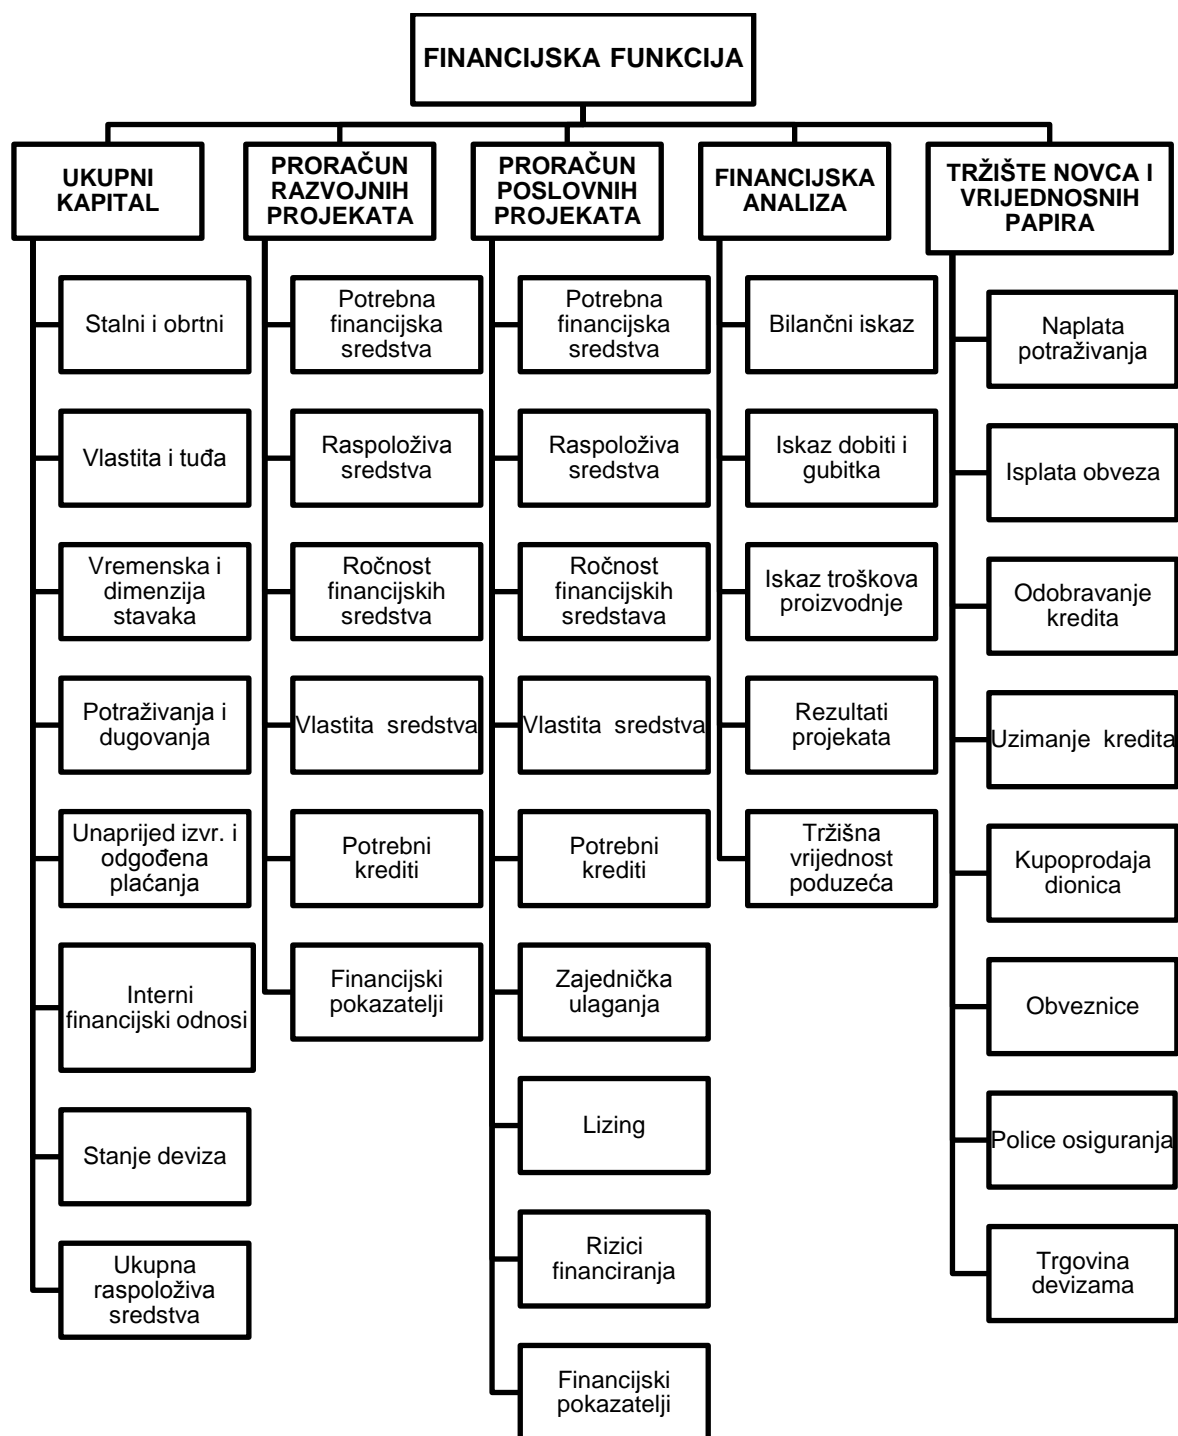 FINANCIJSKA FUNKCIJA
UKUPNI
KAPITAL
Stalni i obrtni
Vlastita i tuđa
Vremenska i
dimenzija
stavaka
Potraživanja i
dugovanja
Unaprijed izvr. i
odgođena
plaćanja
Interni
financijski odnosi
Stanje deviza
Ukupna
raspoloživa
sredstva
PRORAČUN
RAZVOJNIH
PROJEKATA
Potrebna
financijska
sredstva
Raspoloživa
sredstva
Ročnost
financijskih
sredstva
Vlastita sredstva
Potrebni
krediti
Financijski
pokazatelji
PRORAČUN
POSLOVNIH
PROJEKATA
Potrebna
financijska
sredstva
Raspoloživa
sredstva
Ročnost
financijskih
sredstava
Vlastita sredstva
Potrebni
krediti
Zajednička
ulaganja
Lizing
Rizici
financiranja
Financijski
pokazatelji
FINANCIJSKA
ANALIZA
Bilančni iskaz
Iskaz dobiti i
gubitka
Iskaz troškova
proizvodnje
Rezultati
projekata
Tržišna
vrijednost
poduzeća
TRŽIŠTE NOVCA I
VRIJEDNOSNIH
PAPIRA
Naplata
potraživanja
Isplata obveza
Odobravanje
kredita
Uzimanje kredita
Kupoprodaja
dionica
Obveznice
Police osiguranja
Trgovina
devizama